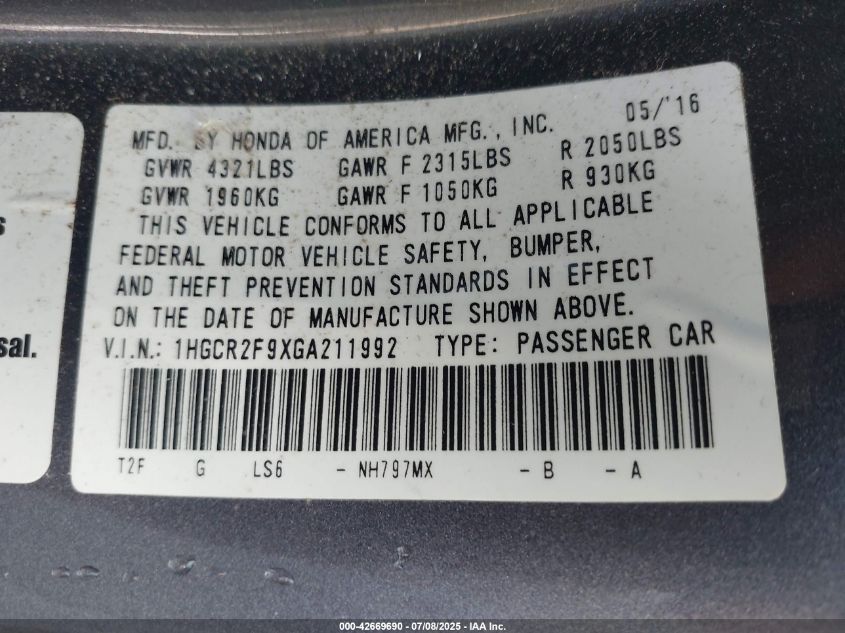 05/'16
MFD. BY HONDA OF AMERICA MFG., INC.
GVWR 4321LBS GAWR F 2315LBS R 2050LBS
GVWR 1960KG GAWR F 1050KG R 930KG
THIS VEHICLE CONFORMS TO ALL APPLICABLE
FEDERAL MOTOR VEHICLE SAFETY, BUMPER,
AND THEFT PREVENTION STANDARDS IN EFFECT
ON THE DATE OF MANUFACTURE SHOWN ABOVE.
V.I.N.: 1HGCR2F9XGA211992 TYPE: PASSENGER CAR
T2F G LS6 - NH797MX - B - A
s
sal.
000-42669690 - 07/08/2025 - IAA Inc.